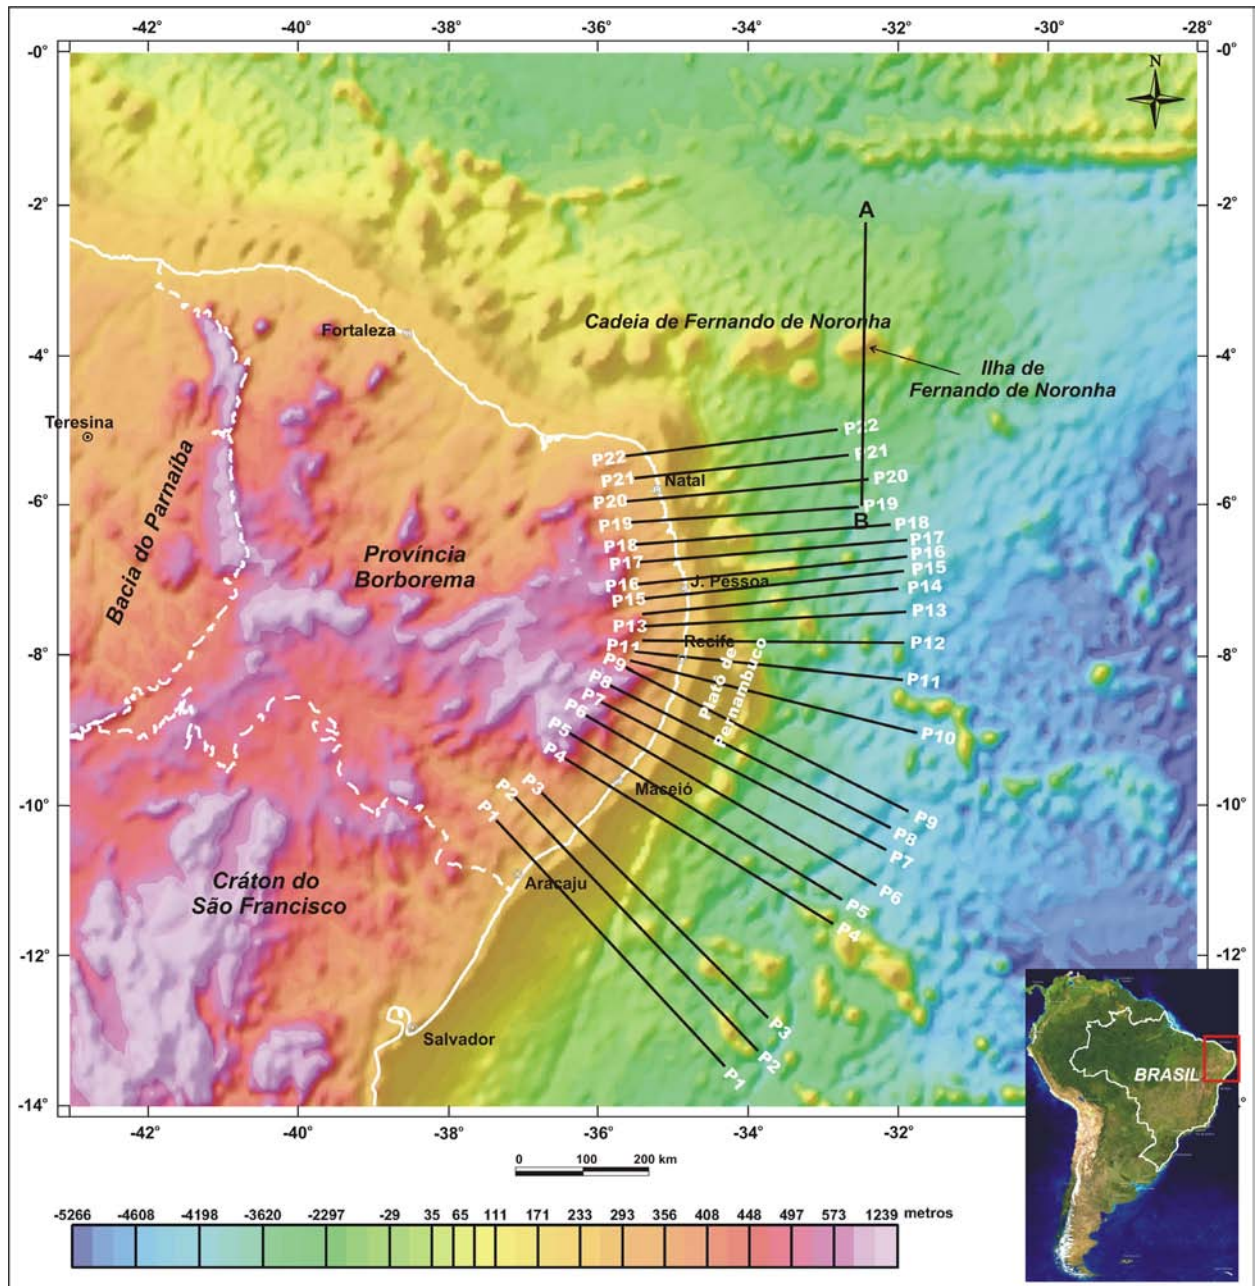 -42° -40° -38° -36° -34° -32° -30° -28°
-0° -0°
N
-2° -2°
A
Cadeia de Fernando de Noronha
Fortaleza
-4° -4°
Ilha de
Fernando de Noronha
Teresina
P22 P22
P21 P21
Natal
P20 P20
-6° -6°
P19 P19
B
P18 P18
P17 P17
P16 P16
P15 P15
J. Pessoa
P14
P13 P13
Bacia do Parnaiba
Província
Borborema
Recife
P12
P11 P11
-8° -8°
P10
P9 P9
P8 P8
P7 P7
P6 P6
P5 P5
P4 P4
Platô de
Pernambuco
Maceió
-10° -10°
P3 P3
P2 P2
P1 P1
Aracaju
Cráton do
São Francisco
-12° -12°
Salvador
-14°
BRASIL
-42° -40° -38° -36° -34° -32°
0 100 200 km
-5266 -4608 -4198 -3620 -2297 -29 35 65 111 171 233 293 356 408 448 497 573 1239 metros